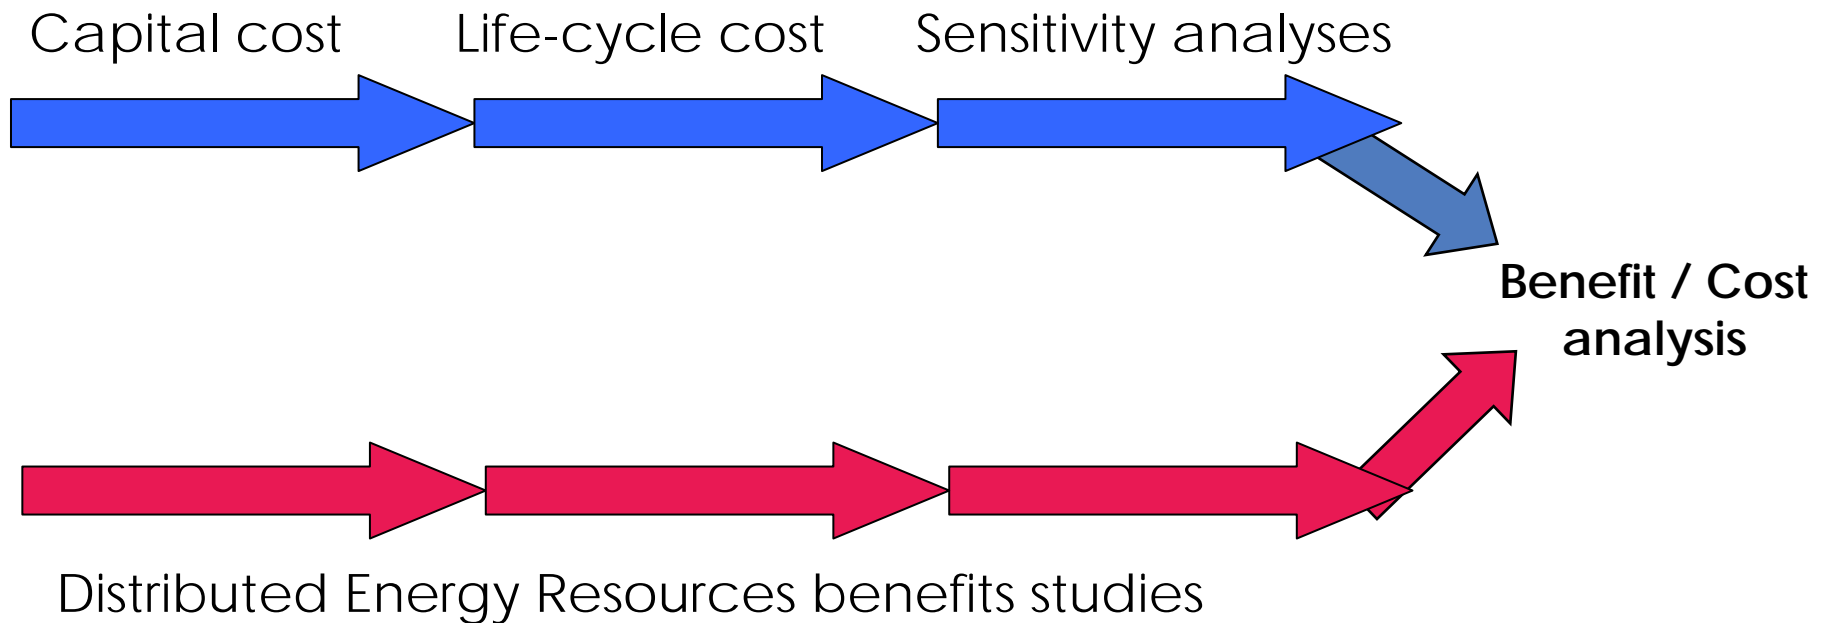 Capital cost Life-cycle cost Sensitivity analyses
Benefit / Cost
analysis
Distributed Energy Resources benefits studies